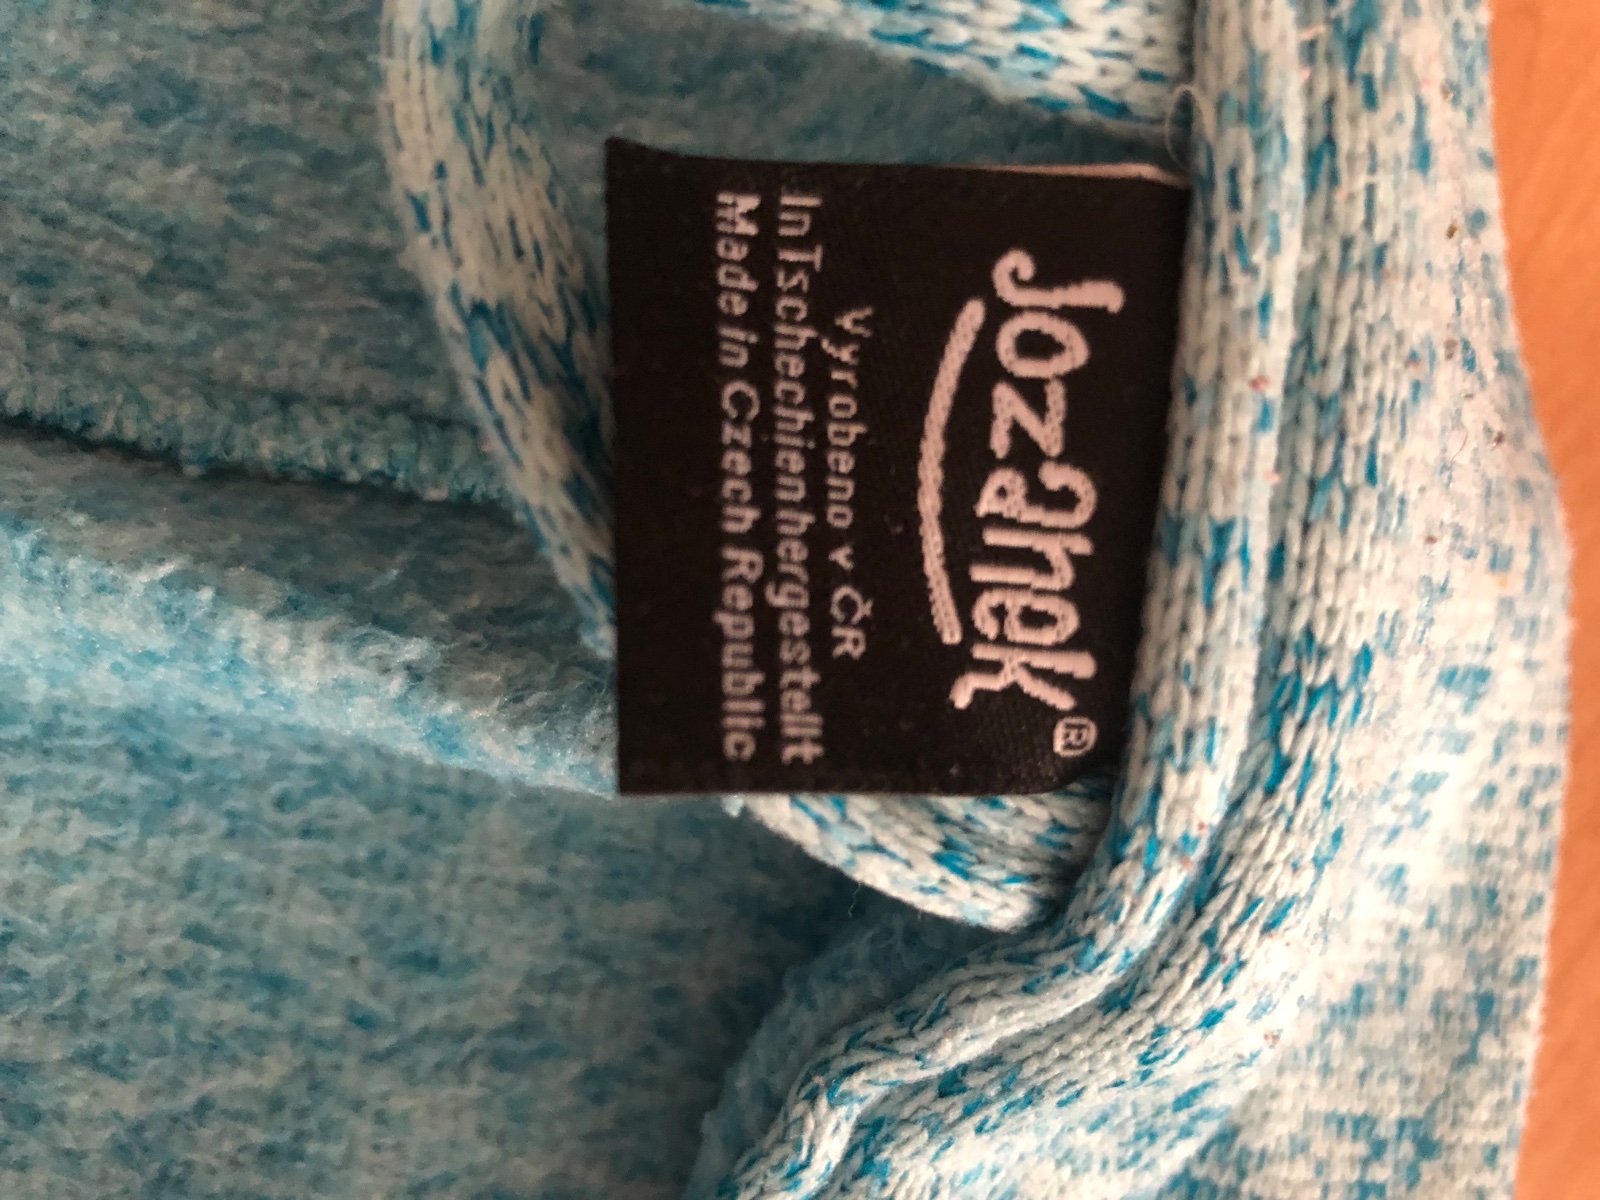 Jozanek®
Vyrobeno v ČR
In Tschechien hergestellt
Made in Czech Republic